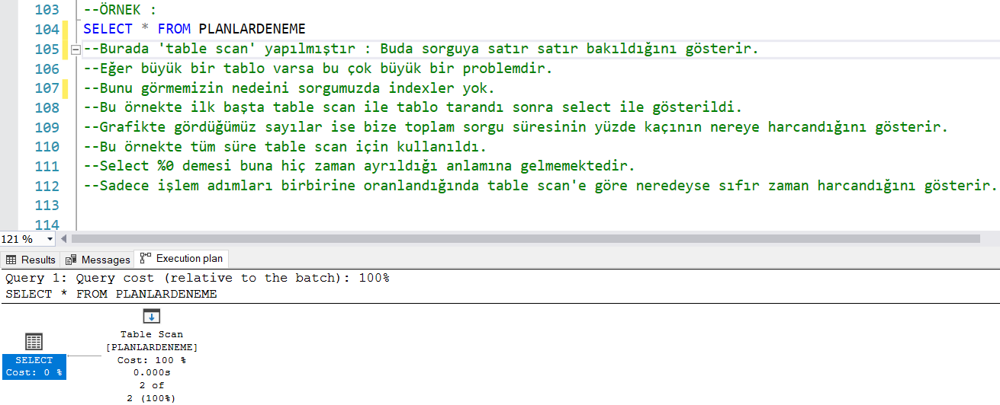 103 --ÖRNEK :
104 SELECT * FROM PLANLARDENEME
105 --Burada 'table scan' yapılmıştır : Buda sorguya satır satır bakıldığını gösterir.
106 --Eğer büyük bir tablo varsa bu çok büyük bir problemdir.
107 --Bunu görmemizin nedeini sorgumuzda indexler yok.
108 --Bu örnekte ilk başta table scan ile tablo tarandı sonra select ile gösterildi.
109 --Grafikte gördüğümüz sayılar ise bize toplam sorgu süresinin yüzde kaçının nereye harcandığını gösterir.
110 --Bu örnekte tüm süre table scan için kullanıldı.
111 --Select %0 demesi buna hiç zaman ayrıldığı anlamına gelmemektedir.
112 --Sadece işlem adımları birbirine oranlandığında table scan'e göre neredeyse sıfır zaman harcandığını gösterir.
113
114
121 %
Results Messages Execution plan
Query 1: Query cost (relative to the batch): 100%
SELECT * FROM PLANLARDENEME
Table Scan
[PLANLARDENEME]
Cost: 100 %
0.000s
2 of
2 (100%)
SELECT
Cost: 0 %